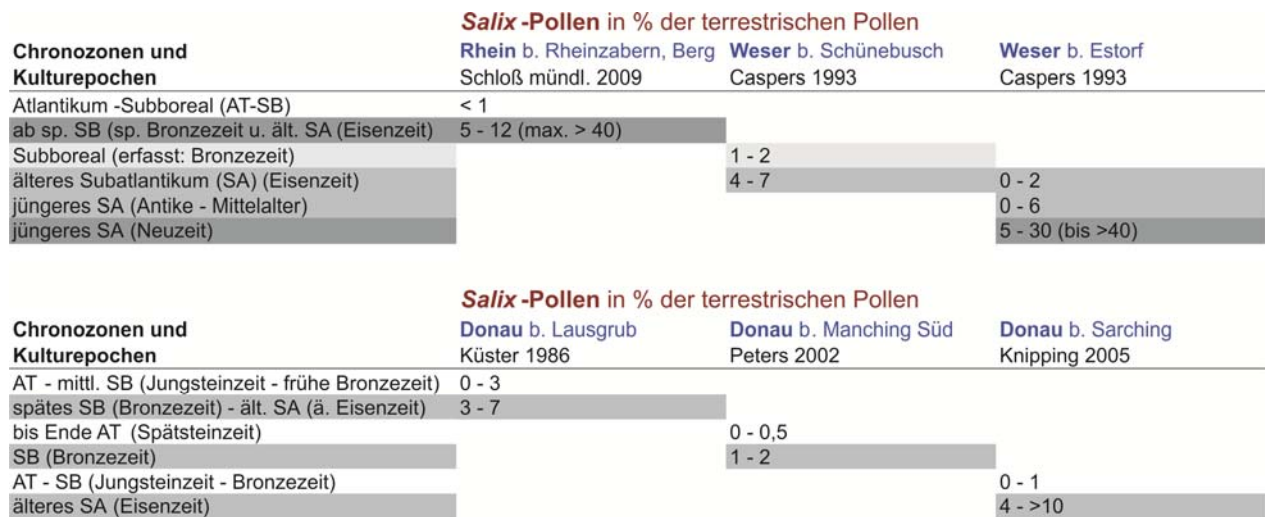 Salix -Pollen in % der terrestrischen Pollen
Chronozonen und Rhein b. Rheinzabern, Berg Weser b. Schünebusch Weser b. Estorf
Kulturepochen Schloß mündl. 2009 Caspers 1993 Caspers 1993
Atlantikum -Subboreal (AT-SB) < 1
ab sp. SB (sp. Bronzezeit u. ält. SA (Eisenzeit) 5 - 12 (max. > 40)
Subboreal (erfasst: Bronzezeit) 1 - 2
älteres Subatlantikum (SA) (Eisenzeit) 4 - 7 0 - 2
jüngeres SA (Antike - Mittelalter) 0 - 6
jüngeres SA (Neuzeit) 5 - 30 (bis >40)
Salix -Pollen in % der terrestrischen Pollen
Chronozonen und Donau b. Lausgrub Donau b. Manching Süd Donau b. Sarching
Kulturepochen Küster 1986 Peters 2002 Knipping 2005
AT - mittl. SB (Jungsteinzeit - frühe Bronzezeit) 0 - 3
spätes SB (Bronzezeit) - ält. SA (ä. Eisenzeit) 3 - 7
bis Ende AT (Spätsteinzeit) 0 - 0,5
SB (Bronzezeit) 1 - 2
AT - SB (Jungsteinzeit - Bronzezeit) 0 - 1
älteres SA (Eisenzeit) 4 - >10